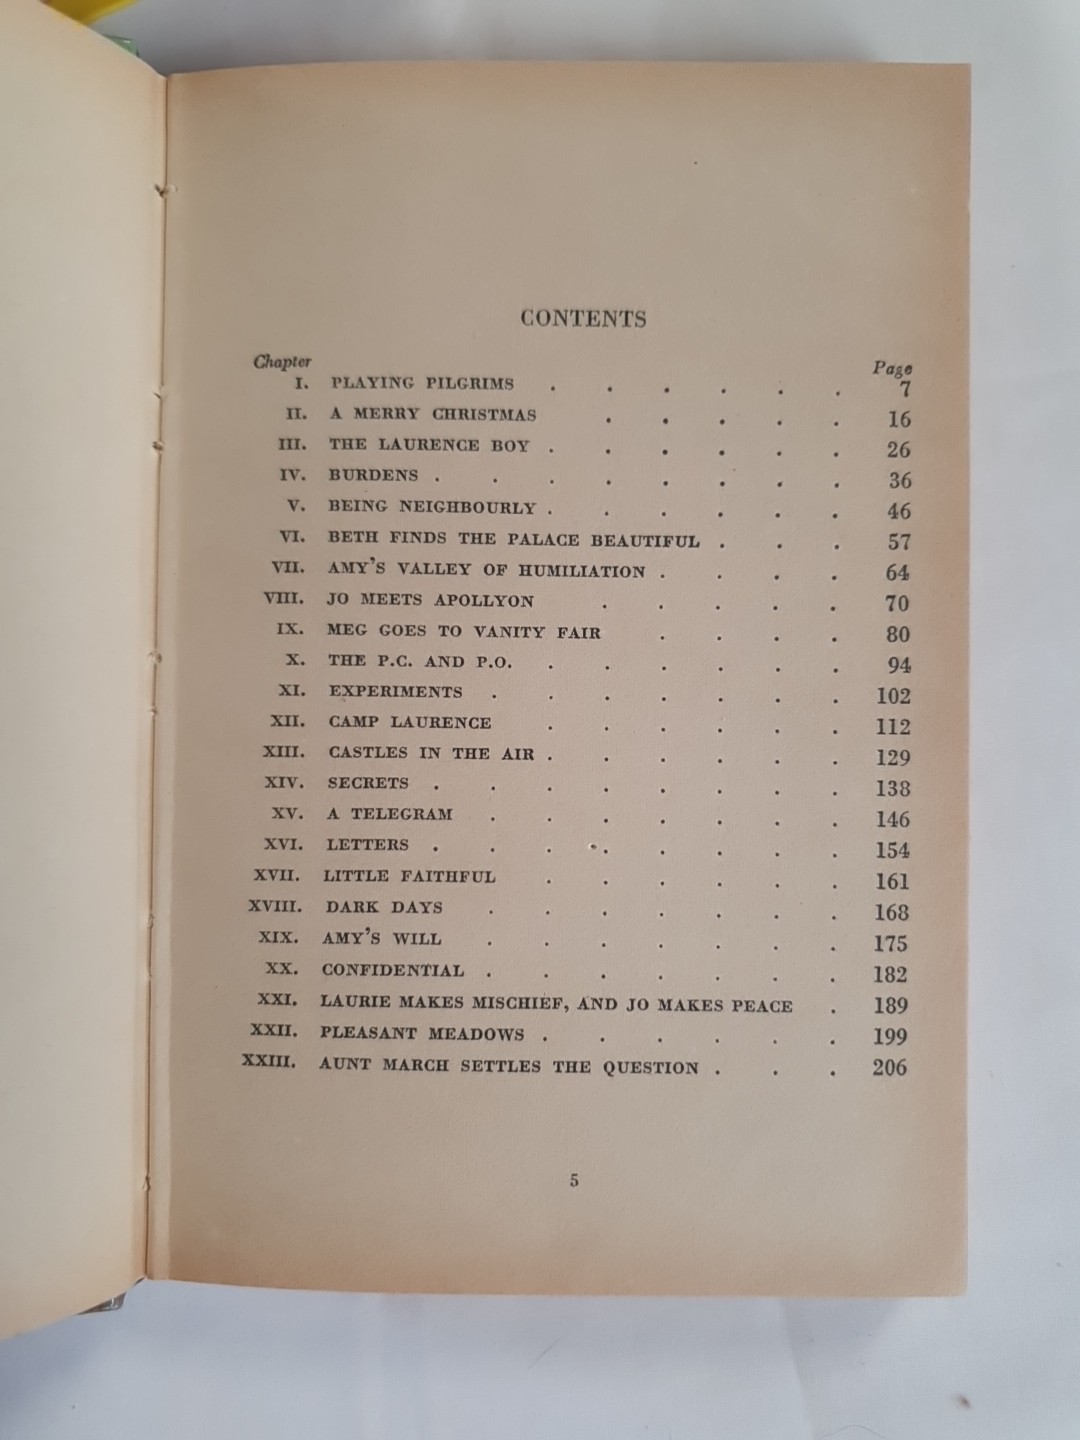 CONTENTS
Chapter Page
I. PLAYING PILGRIMS . . . . . . 7
II. A MERRY CHRISTMAS . . . . . 16
III. THE LAURENCE BOY . . . . . . 26
IV. BURDENS . . . . . . . . 36
V. BEING NEIGHBOURLY . . . . . . 46
VI. BETH FINDS THE PALACE BEAUTIFUL . . . 57
VII. AMY'S VALLEY OF HUMILIATION . . . . 64
VIII. JO MEETS APOLLYON . . . . . 70
IX. MEG GOES TO VANITY FAIR . . . . 80
X. THE P.C. AND P.O. . . . . . . 94
XI. EXPERIMENTS . . . . . . . 102
XII. CAMP LAURENCE . . . . . . 112
XIII. CASTLES IN THE AIR . . . . . . 129
XIV. SECRETS . . . . . . . . 138
XV. A TELEGRAM . . . . . . . 146
XVI. LETTERS . . . . . . . . 154
XVII. LITTLE FAITHFUL . . . . . . 161
XVIII. DARK DAYS . . . . . . . 168
XIX. AMY'S WILL . . . . . . . 175
XX. CONFIDENTIAL . . . . . . . 182
XXI. LAURIE MAKES MISCHIEF, AND JO MAKES PEACE . 189
XXII. PLEASANT MEADOWS . . . . . . 199
XXIII. AUNT MARCH SETTLES THE QUESTION . . . 206
5